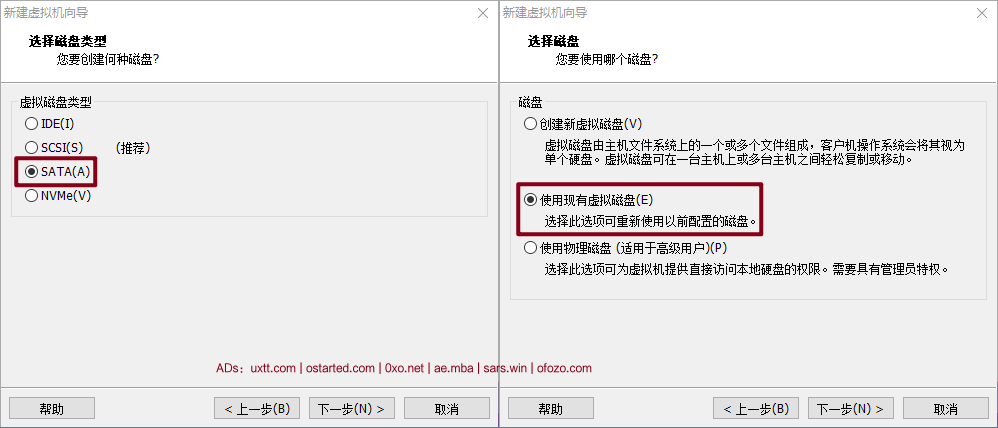 新建虚拟机向导
选择磁盘类型
您要创建何种磁盘?
虚拟磁盘类型
IDE(I)
SCSI(S) （推荐）
SATA(A)
NVMe(V)
帮助
< 上一步(B)
下一步(N) >
取消
新建虚拟机向导
选择磁盘
您要使用哪个磁盘?
磁盘
创建新虚拟磁盘(V)
虚拟磁盘由主机文件系统上的一个或多个文件组成，客户机操作系统会将其视为
单个硬盘。虚拟磁盘可在一台主机上或多台主机之间轻松复制或移动。
使用现有虚拟磁盘(E)
选择此选项可重新使用以前配置的磁盘。
使用物理磁盘 (适用于高级用户)(P)
选择此选项可为虚拟机提供直接访问本地硬盘的权限。需要具有管理员特权。
ADs：uxtt.com | ostarted.com | 0xo.net | ae.mba | sars.win | ofozo.com
帮助
< 上一步(B)
下一步(N) >
取消